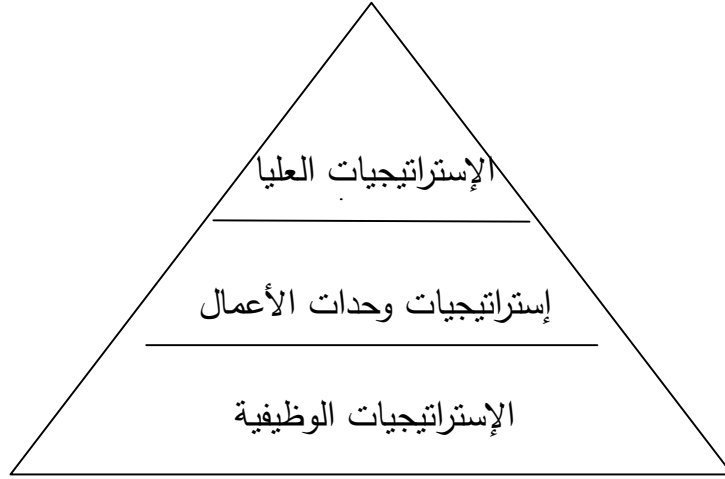 الإستراتيجيات العليا
إستراتيجيات وحدات الأعمال
الإستراتيجيات الوظيفية